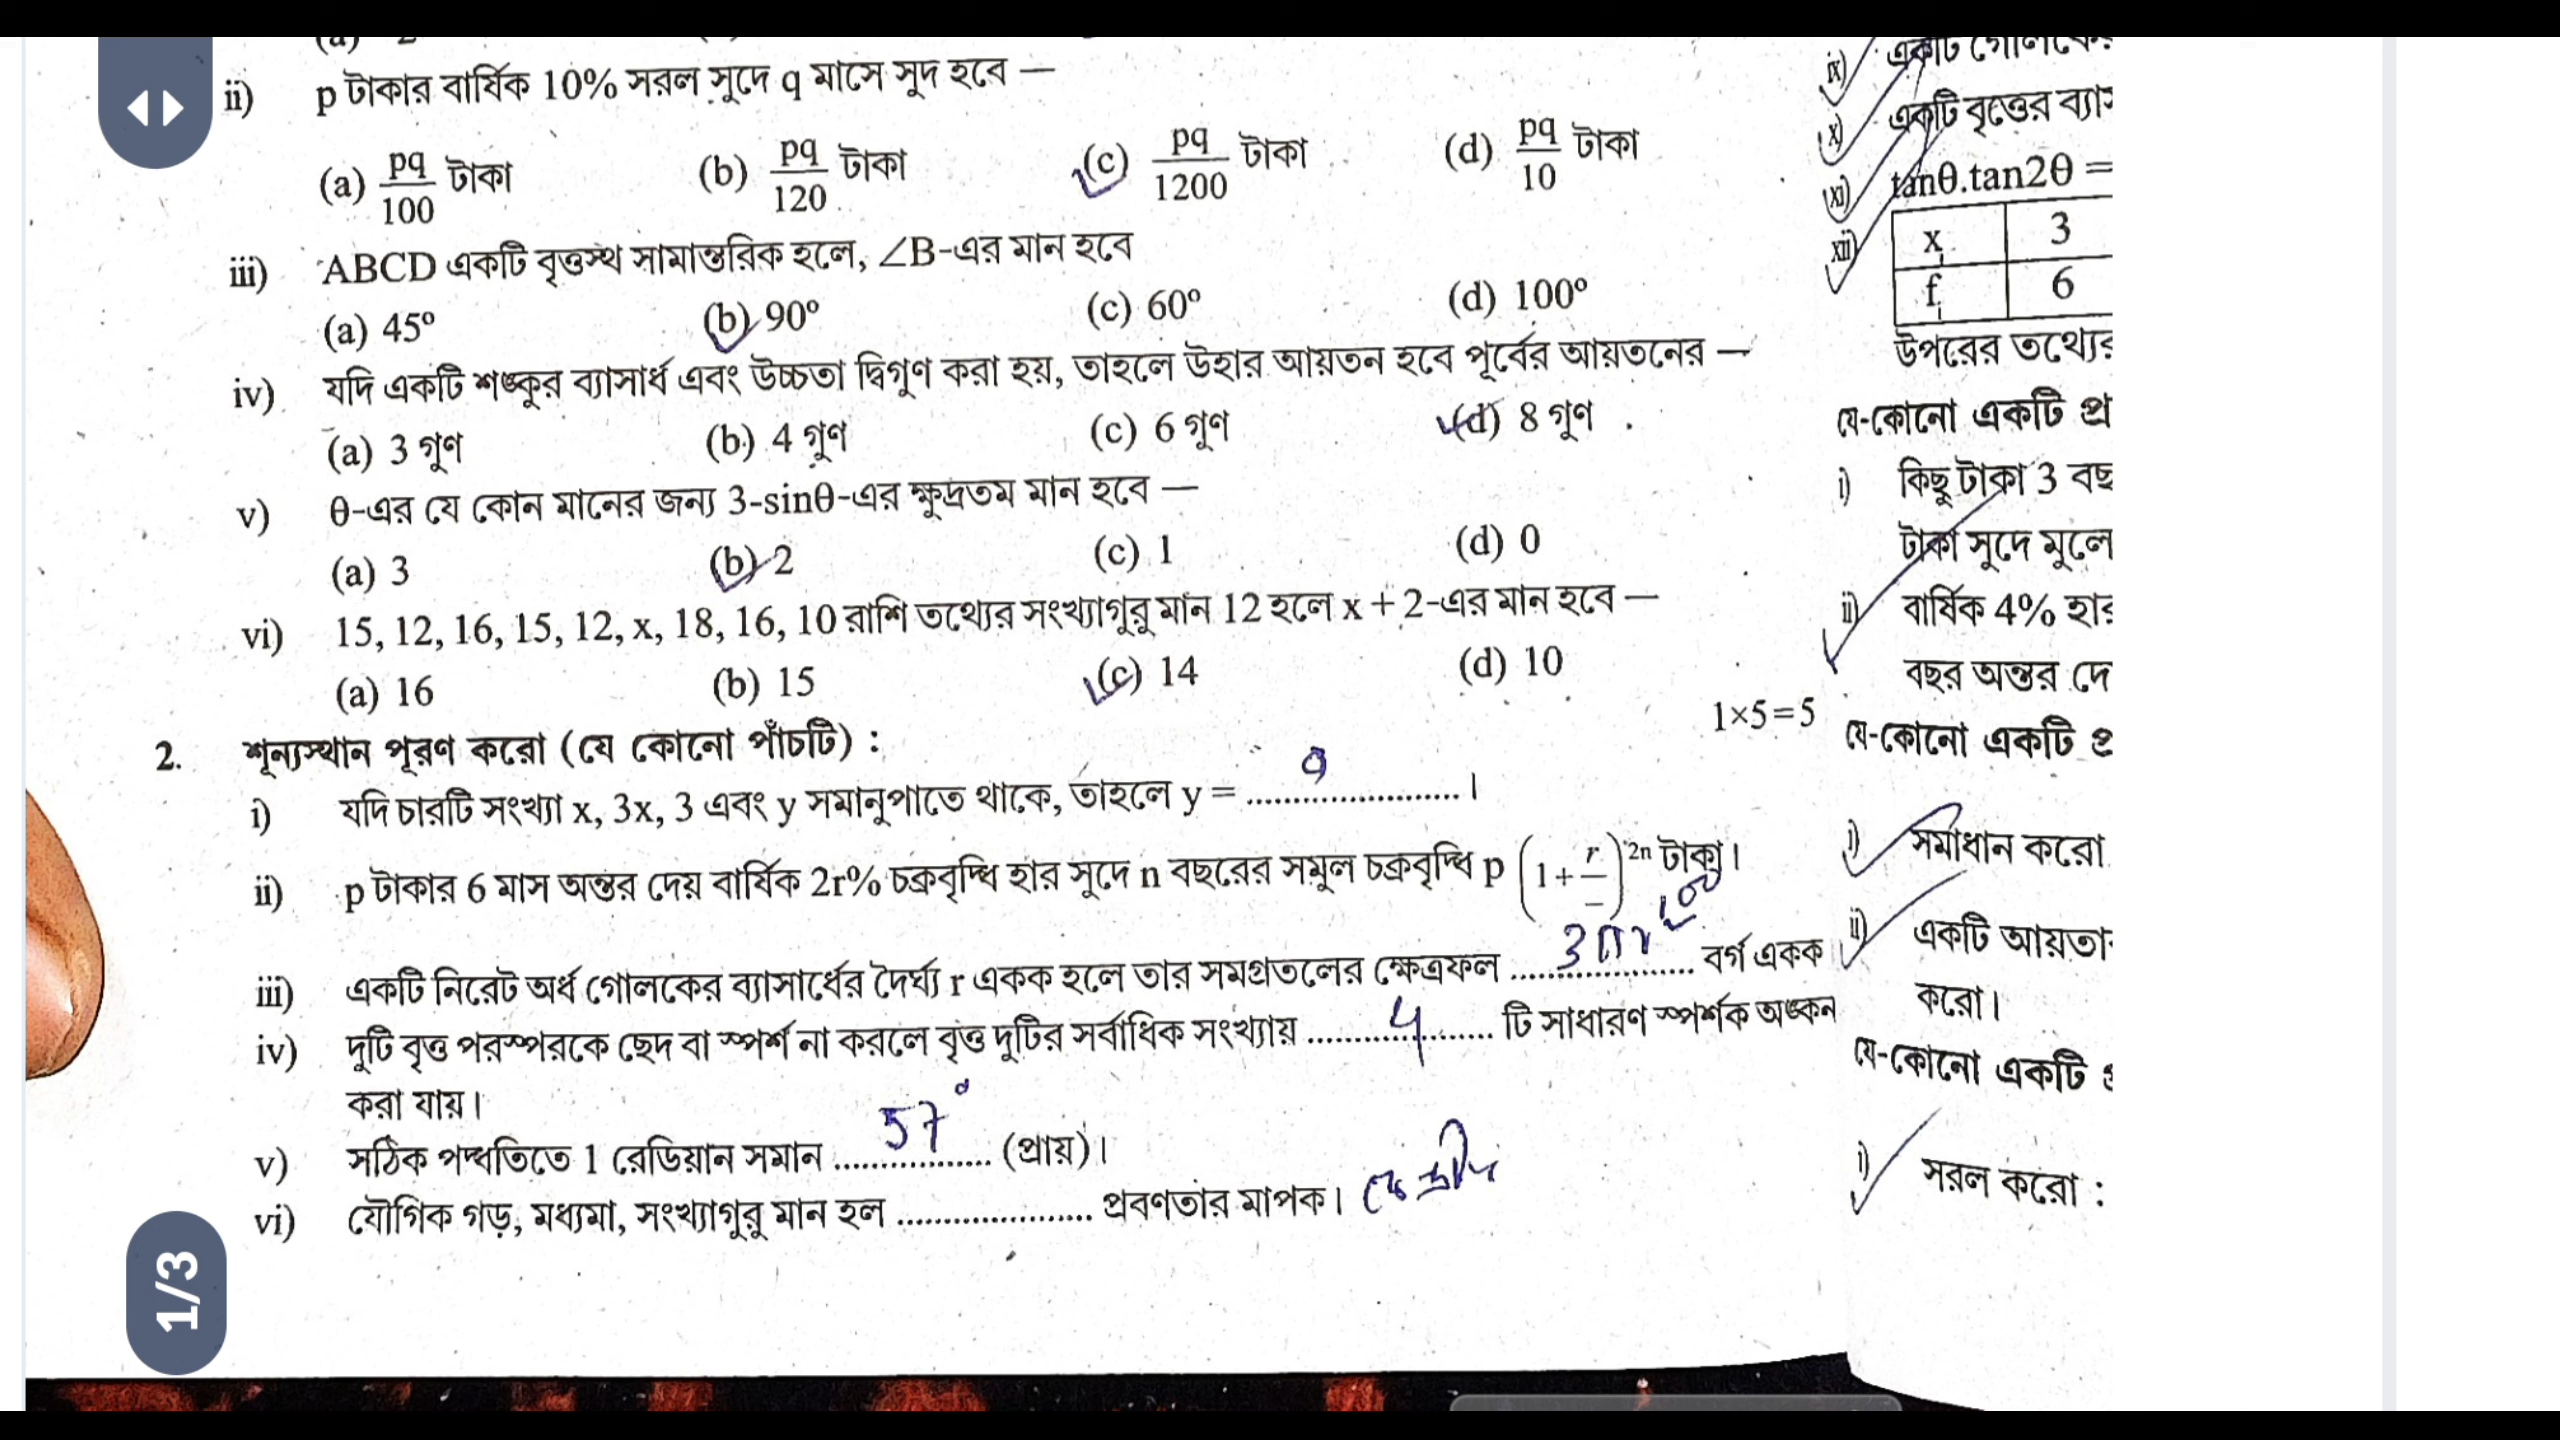 ii) p টাকার বার্ষিক 10% সরল সুদে q মাসে সুদ হবে —
(a) pq/100 টাকা (b) pq/120 টাকা (c) pq/1200 টাকা (d) pq/10 টাকা
iii) ABCD একটি বৃত্তস্থ সামান্তরিক হলে, ∠B-এর মান হবে
(a) 45° (b) 90° (c) 60° (d) 100°
iv) যদি একটি শঙ্কুর ব্যাসার্ধ এবং উচ্চতা দ্বিগুণ করা হয়, তাহলে উহার আয়তন হবে পূর্বের আয়তনের —
(a) 3 গুণ (b) 4 গুণ (c) 6 গুণ (d) 8 গুণ
v) θ-এর যে কোন মানের জন্য 3-sinθ-এর ক্ষুদ্রতম মান হবে —
(a) 3 (b) 2 (c) 1 (d) 0
vi) 15, 12, 16, 15, 12, x, 18, 16, 10 রাশি তথ্যের সংখ্যাগুরু মান 12 হলে x + 2-এর মান হবে —
(a) 16 (b) 15 (c) 14 (d) 10
2. শূন্যস্থান পূরণ করো (যে কোনো পাঁচটি) : 1×5=5
i) যদি চারটি সংখ্যা x, 3x, 3 এবং y সমানুপাতে থাকে, তাহলে y = ........9........ ।
ii) p টাকার 6 মাস অন্তর দেয় বার্ষিক 2r% চক্রবৃদ্ধি হার সুদে n বছরের সমূল চক্রবৃদ্ধি p (1+r/100)^2n টাকা।
iii) একটি নিরেট অর্ধ গোলকের ব্যাসার্ধের দৈর্ঘ্য r একক হলে তার সমগ্রতলের ক্ষেত্রফল ........3πr²........ বর্গ একক
iv) দুটি বৃত্ত পরস্পরকে ছেদ বা স্পর্শ না করলে বৃত্ত দুটির সর্বাধিক সংখ্যায় ........4........ টি সাধারণ স্পর্শক অঙ্কন
করা যায়।
v) সঠিক পদ্ধতিতে 1 রেডিয়ান সমান ........57°........ (প্রায়)।
vi) যৌগিক গড়, মধ্যমা, সংখ্যাগুরু মান হল ........................ প্রবণতার মাপক।
1/3
ix) একটি
x) একটি বৃত্তের
xi) tanθ.tan2θ =
xii) xᵢ 3
fᵢ 6
উপরের তথ্যের
যে-কোনো একটি প্র
i) কিছু টাকা 3 বছ
টাকা সুদে মূলে
ii) বার্ষিক 4% হার
বছর অন্তর দে
যে-কোনো একটি
i) সমাধান করো
ii) একটি আয়তা
করো।
যে-কোনো একটি
i) সরল করো :